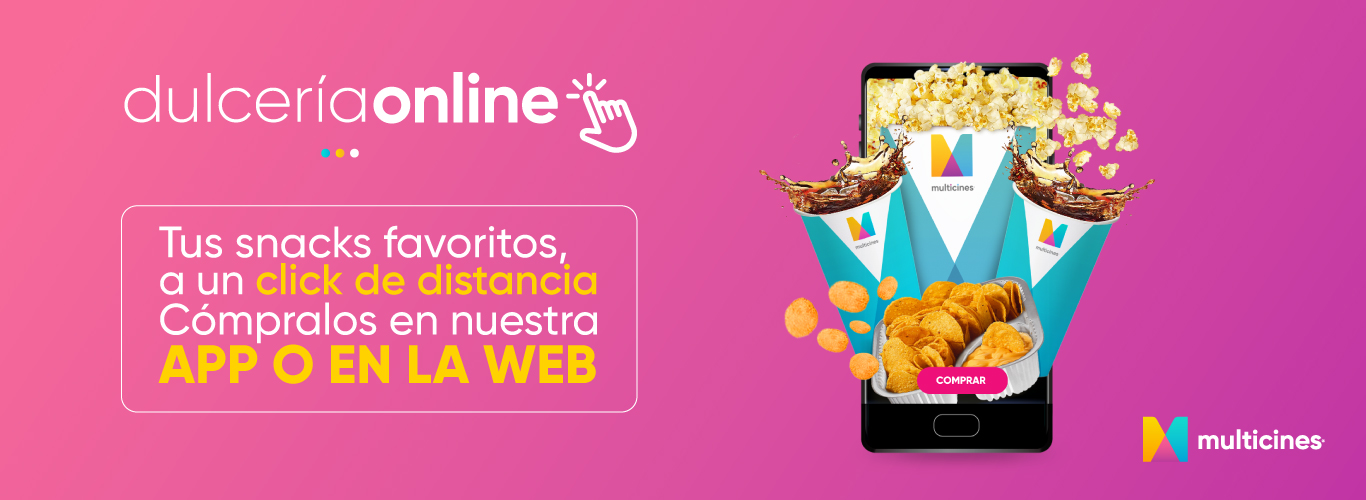 dulceríaonline
Tus snacks favoritos,
a un click de distancia
Cómpralos en nuestra
APP O EN LA WEB
multicines
multicines
multicines
COMPRAR
multicines